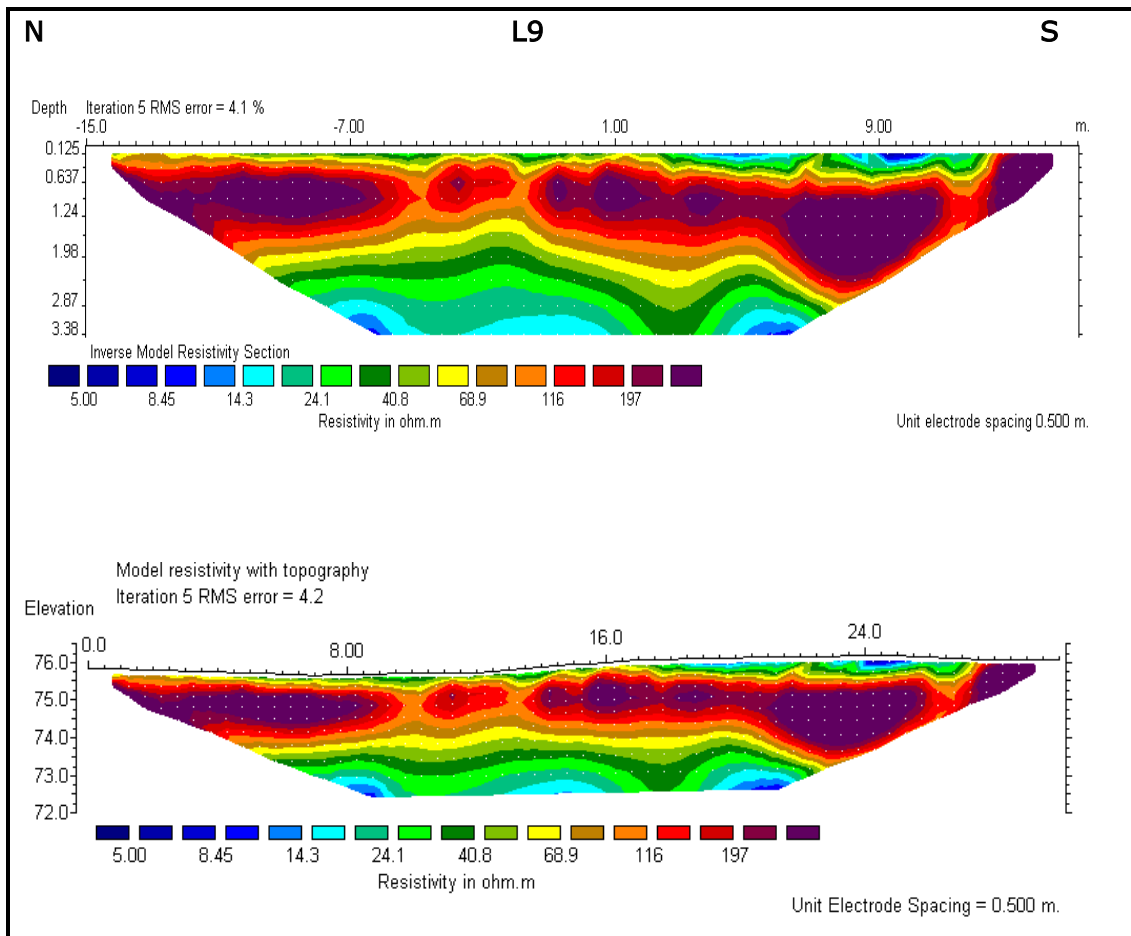 N L9 S
Depth Iteration 5 RMS error = 4.1 %
-15.0 -7.00 1.00 9.00 m.
0.125
0.637
1.24
1.98
2.87
3.38
Inverse Model Resistivity Section
5.00 8.45 14.3 24.1 40.8 68.9 116 197
Resistivity in ohm.m
Unit electrode spacing 0.500 m.
Model resistivity with topography
Iteration 5 RMS error = 4.2
Elevation
0.0 8.00 16.0 24.0
76.0
75.0
74.0
73.0
72.0
5.00 8.45 14.3 24.1 40.8 68.9 116 197
Resistivity in ohm.m
Unit Electrode Spacing = 0.500 m.